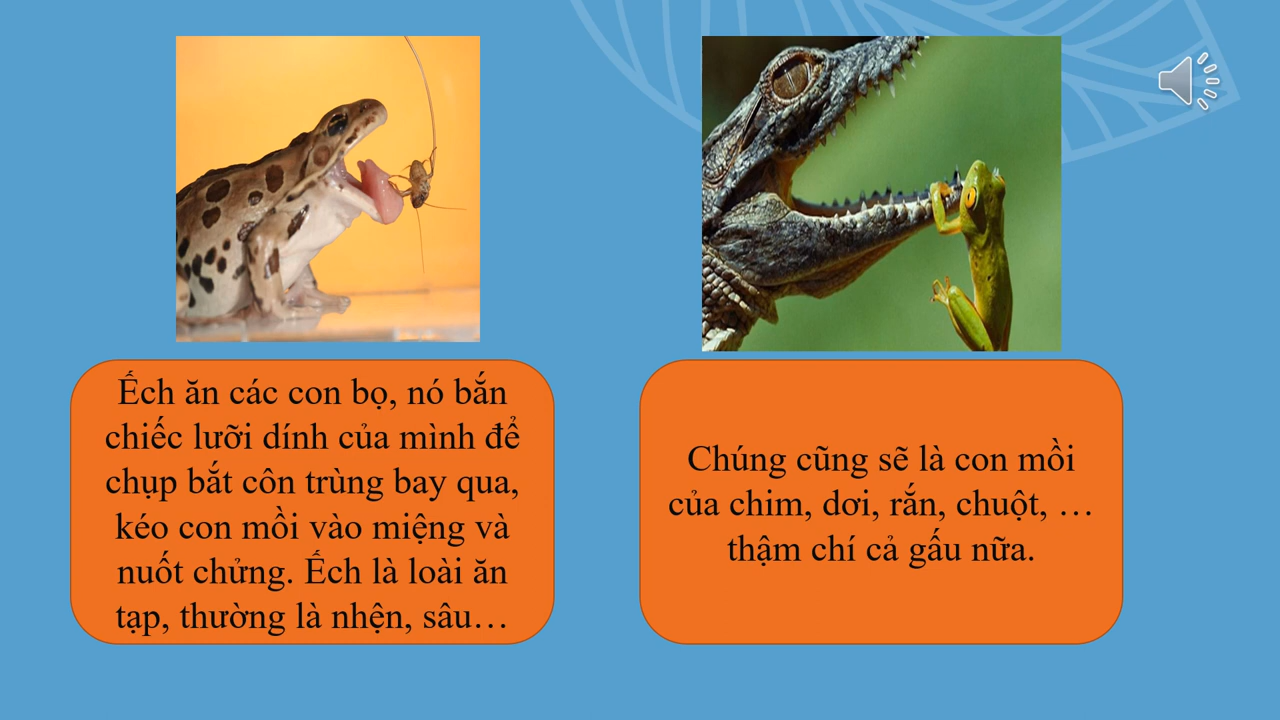 Ếch ăn các con bọ, nó bắn
chiếc lưỡi dính của mình để
chụp bắt côn trùng bay qua,
kéo con mồi vào miệng và
nuốt chửng. Ếch là loài ăn
tạp, thường là nhện, sâu…
Chúng cũng sẽ là con mồi
của chim, dơi, rắn, chuột, …
thậm chí cả gấu nữa.